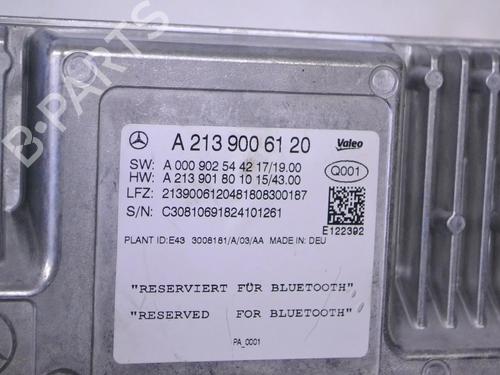 B-PARTS
A 213 900 61 20
Valeo
SW: A 000 902 54 42 17/19.00
HW: A 213 901 80 10 15/43.00
Q001
LFZ: 2139006120481808300187
S/N: C30810691824101261
E122392
PLANT ID:E43 3008181/A/03/AA MADE IN: DEU
"RESERVIERT FÜR BLUETOOTH"
"RESERVED FOR BLUETOOTH"
PA_0001